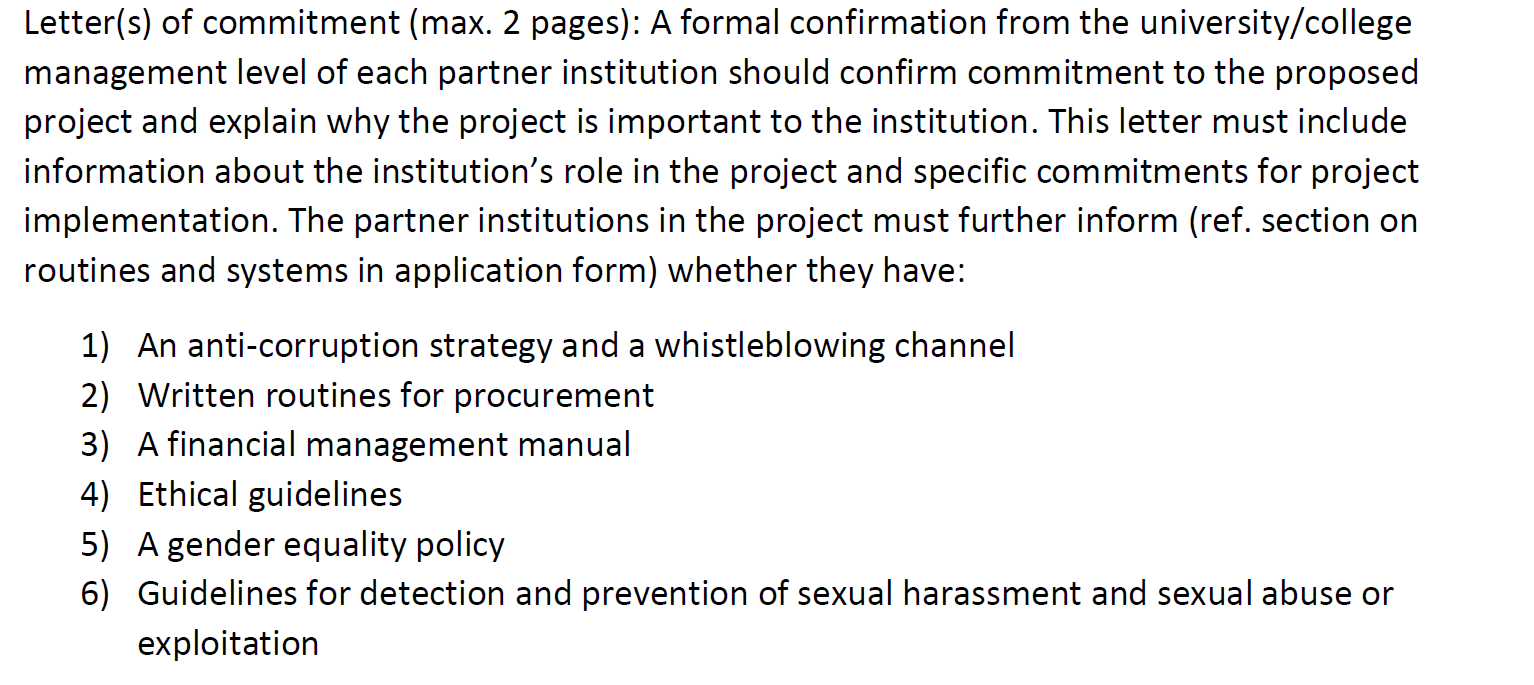 Letter(s) of commitment (max. 2 pages): A formal confirmation from the university/college
management level of each partner institution should confirm commitment to the proposed
project and explain why the project is important to the institution. This letter must include
information about the institution’s role in the project and specific commitments for project
implementation. The partner institutions in the project must further inform (ref. section on
routines and systems in application form) whether they have:
1) An anti-corruption strategy and a whistleblowing channel
2) Written routines for procurement
3) A financial management manual
4) Ethical guidelines
5) A gender equality policy
6) Guidelines for detection and prevention of sexual harassment and sexual abuse or
exploitation